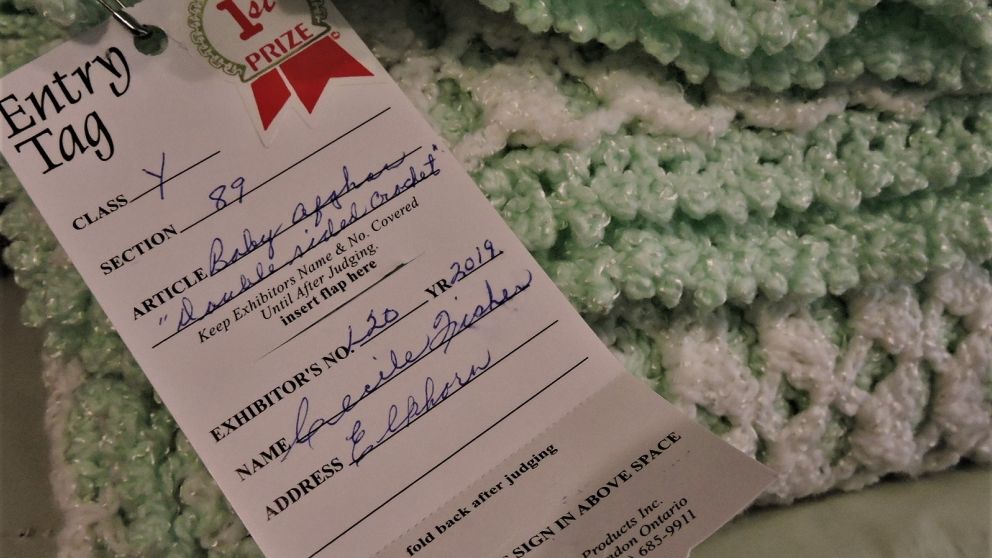 1st
PRIZE
Entry
Tag
CLASS Y
SECTION 89
ARTICLE Baby Afghan
"Double sided Crochet"
Keep Exhibitors Name & No. Covered
Until After Judging.
insert flap here
EXHIBITOR'S NO. 120 YR 2019
NAME Cecile Fisher
ADDRESS Elkhorn
fold back after judging
SIGN IN ABOVE SPACE
Products Inc.
Ontario
685-9911